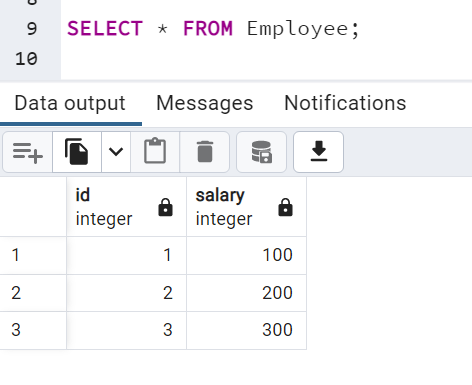 9 SELECT * FROM Employee;
10
Data output Messages Notifications
id salary
integer integer
1 1 100
2 2 200
3 3 300